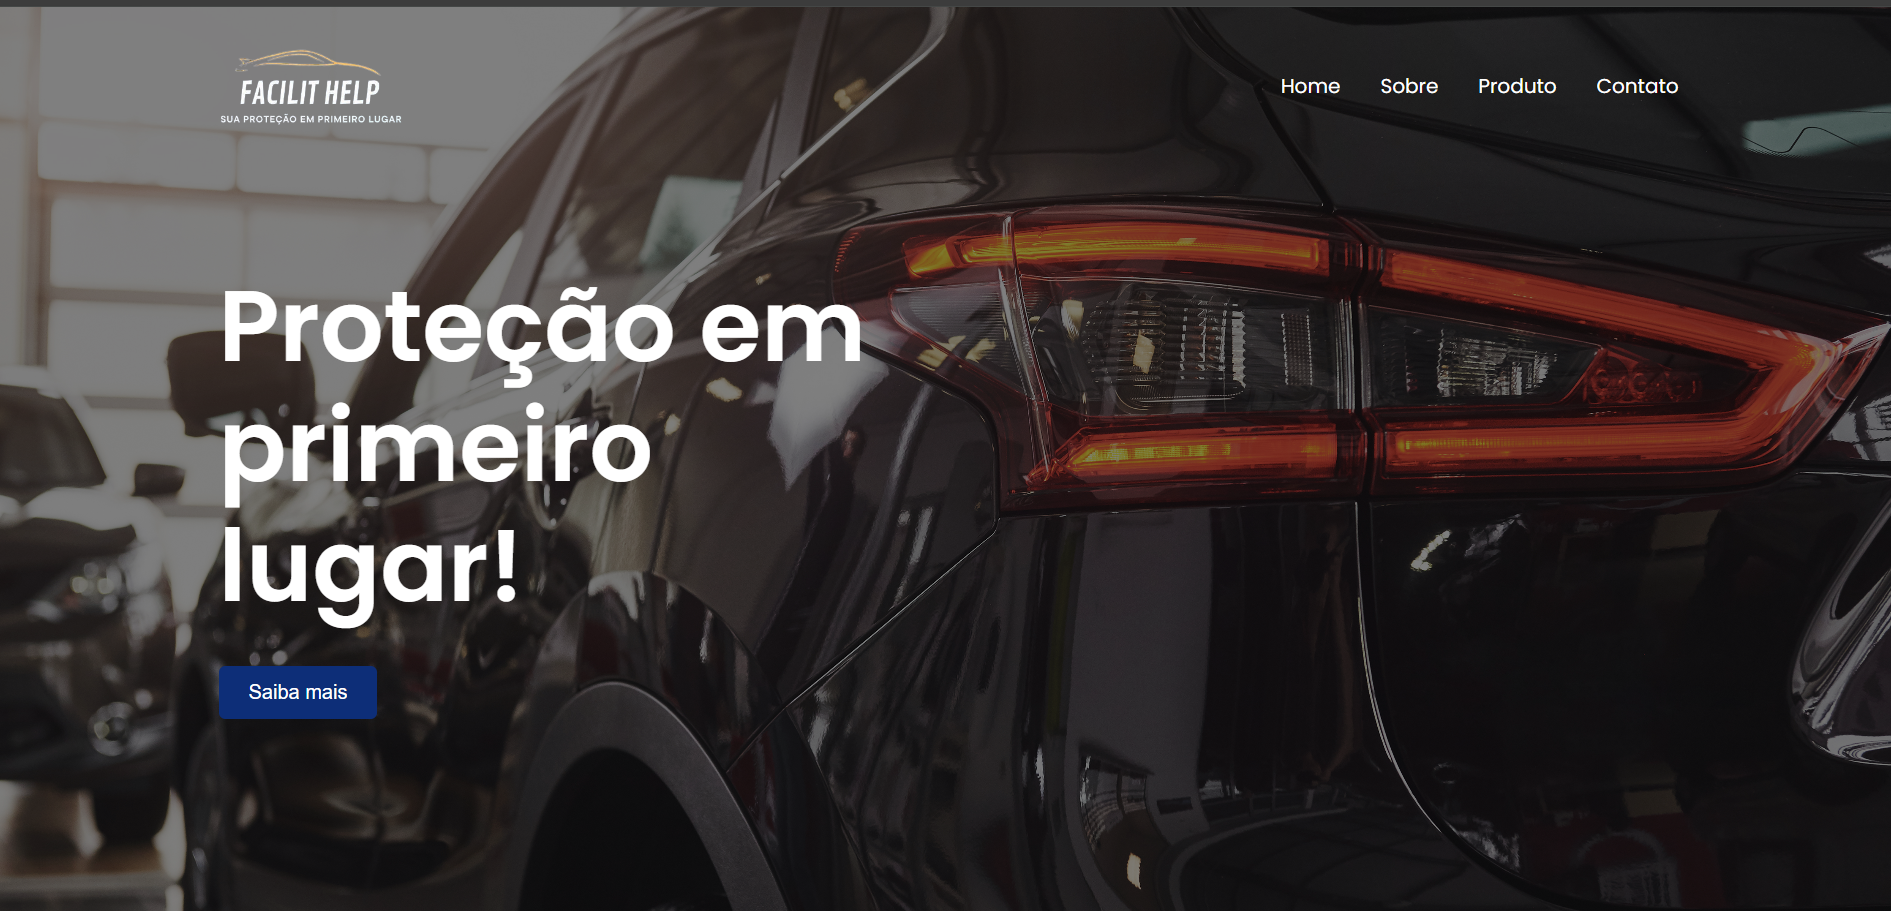 FACILIT HELP
SUA PROTEÇÃO EM PRIMEIRO LUGAR
Home
Sobre
Produto
Contato
Proteção em
primeiro
lugar!
Saiba mais